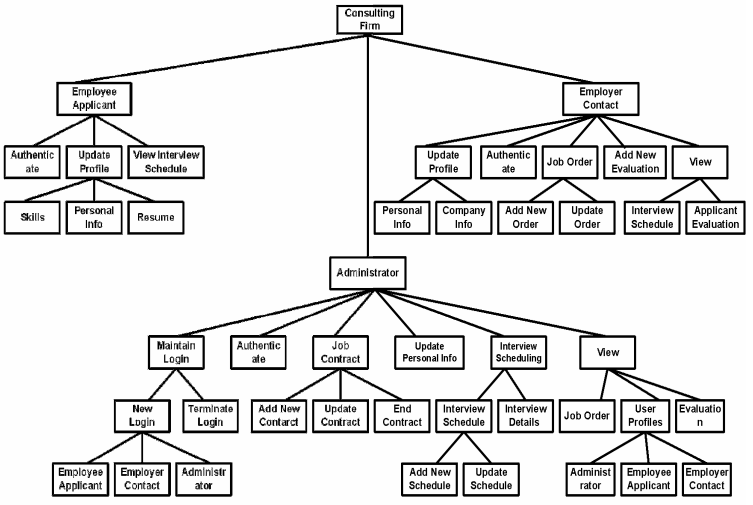 Consulting
Firm
Employee
Applicant
Employer
Contact
Authentic
ate
Update
Profile
View Interview
Schedule
Update
Profile
Authentic
ate
Job Order
Add New
Evaluation
View
Skills
Personal
Info
Resume
Personal
Info
Company
Info
Add New
Order
Update
Order
Interview
Schedule
Applicant
Evaluation
Administrator
Maintain
Login
Authentic
ate
Job
Contract
Update
Personal Info
Interview
Scheduling
View
New
Login
Terminate
Login
Add New
Contarct
Update
Contract
End
Contract
Interview
Schedule
Interview
Details
Job Order
User
Profiles
Evaluatio
n
Employee
Applicant
Employer
Contact
Administr
ator
Add New
Schedule
Update
Schedule
Administ
rator
Employee
Applicant
Employer
Contact